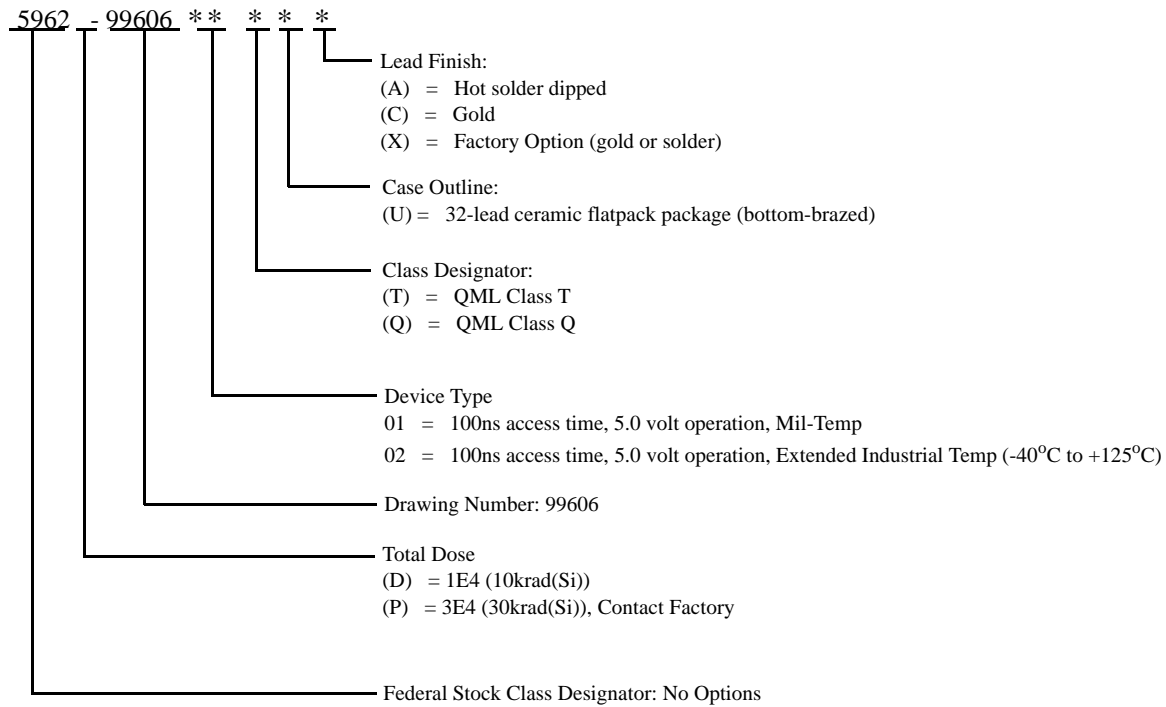 5962 - 99606 ** * * *
Lead Finish:
(A) = Hot solder dipped
(C) = Gold
(X) = Factory Option (gold or solder)
Case Outline:
(U) = 32-lead ceramic flatpack package (bottom-brazed)
Class Designator:
(T) = QML Class T
(Q) = QML Class Q
Device Type
01 = 100ns access time, 5.0 volt operation, Mil-Temp
02 = 100ns access time, 5.0 volt operation, Extended Industrial Temp (-40°C to +125°C)
Drawing Number: 99606
Total Dose
(D) = 1E4 (10krad(Si))
(P) = 3E4 (30krad(Si)), Contact Factory
Federal Stock Class Designator: No Options